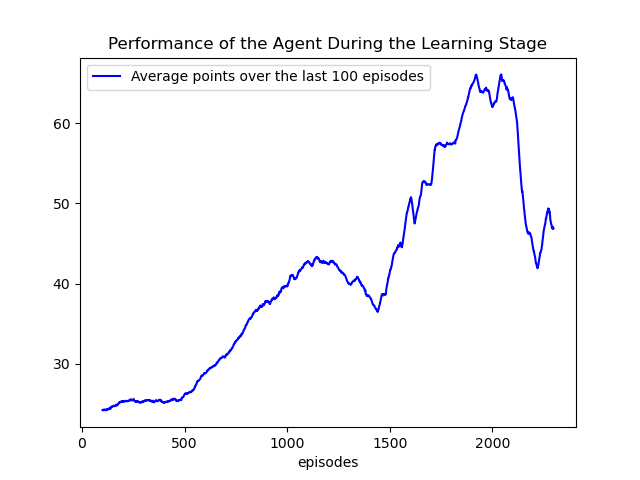 Performance of the Agent During the Learning Stage
Average points over the last 100 episodes
60
50
40
30
0 500 1000 1500 2000
episodes